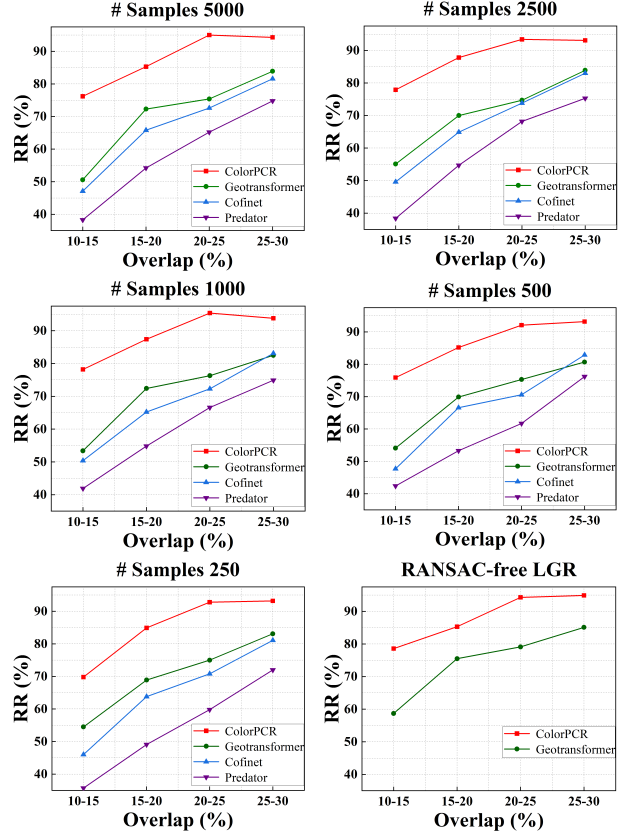 # Samples 5000
RR (%)
90
80
70
60
50
40
ColorPCR
Geotransformer
Cofinet
Predator
10-15 15-20 20-25 25-30
Overlap (%)
# Samples 2500
RR (%)
90
80
70
60
50
40
ColorPCR
Geotransformer
Cofinet
Predator
10-15 15-20 20-25 25-30
Overlap (%)
# Samples 1000
RR (%)
90
80
70
60
50
40
ColorPCR
Geotransformer
Cofinet
Predator
10-15 15-20 20-25 25-30
Overlap (%)
# Samples 500
RR (%)
90
80
70
60
50
40
ColorPCR
Geotransformer
Cofinet
Predator
10-15 15-20 20-25 25-30
Overlap (%)
# Samples 250
RR (%)
90
80
70
60
50
40
ColorPCR
Geotransformer
Cofinet
Predator
10-15 15-20 20-25 25-30
Overlap (%)
RANSAC-free LGR
RR (%)
90
80
70
60
50
40
ColorPCR
Geotransformer
10-15 15-20 20-25 25-30
Overlap (%)